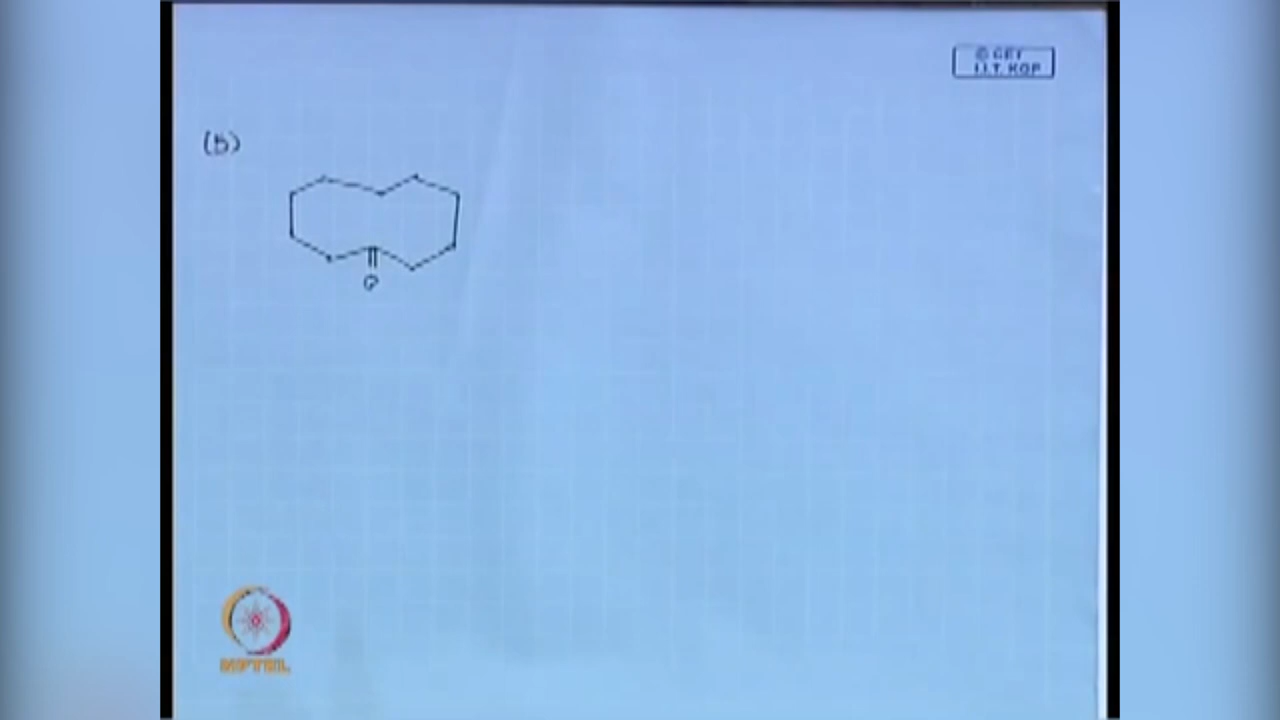 © CET
I.I.T. KGP
(b)
O
NPTEL